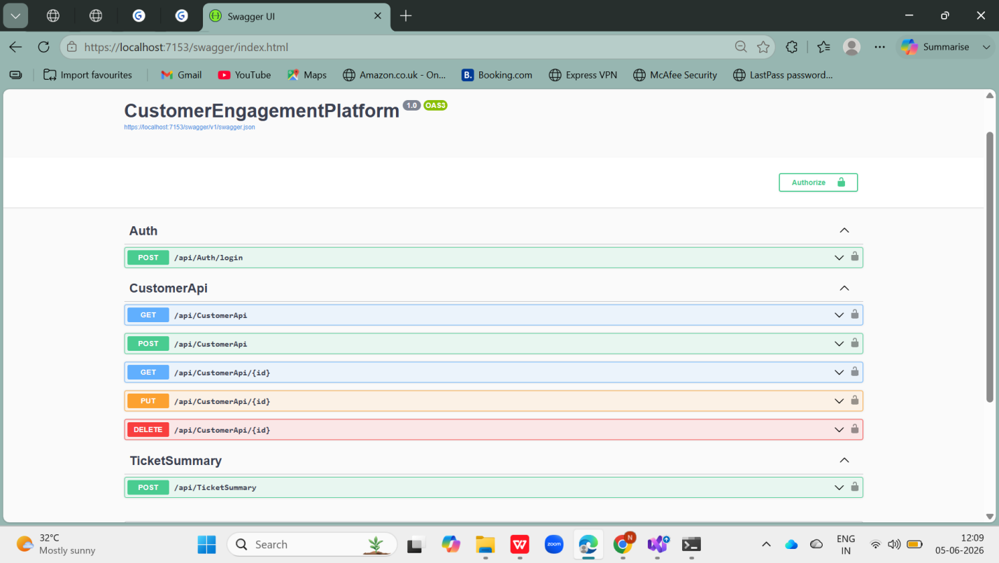 Swagger UI
https://localhost:7153/swagger/index.html
Summarise
Import favourites
Gmail
YouTube
Maps
Amazon.co.uk - On...
B. Booking.com
Express VPN
McAfee Security
LastPass password...
CustomerEngagementPlatform 1.0 OAS3
https://localhost:7153/swagger/v1/swagger.json
Authorize
Auth
POST /api/Auth/login
CustomerApi
GET /api/CustomerApi
POST /api/CustomerApi
GET /api/CustomerApi/{id}
PUT /api/CustomerApi/{id}
DELETE /api/CustomerApi/{id}
TicketSummary
POST /api/TicketSummary
32°C
Mostly sunny
Search
zoom
N
ENG
IN
12:09
05-06-2026